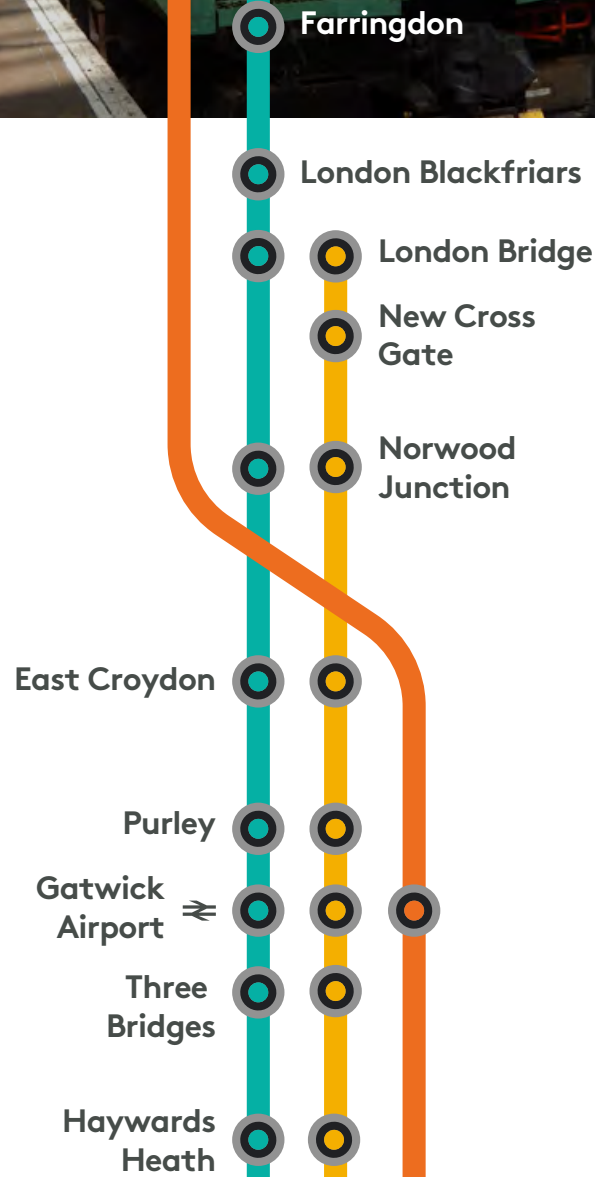 Farringdon
London Blackfriars
London Bridge
New Cross
Gate
Norwood
Junction
East Croydon
Purley
Gatwick
Airport
Three
Bridges
Haywards
Heath